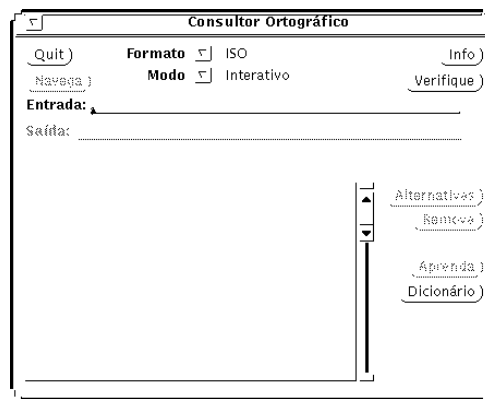 Consultor Ortográfico
Quit Formato ISO Info
Navega Modo Interativo Verifique
Entrada:
Saída:
Alternativas
Remova
Aprenda
Dicionário